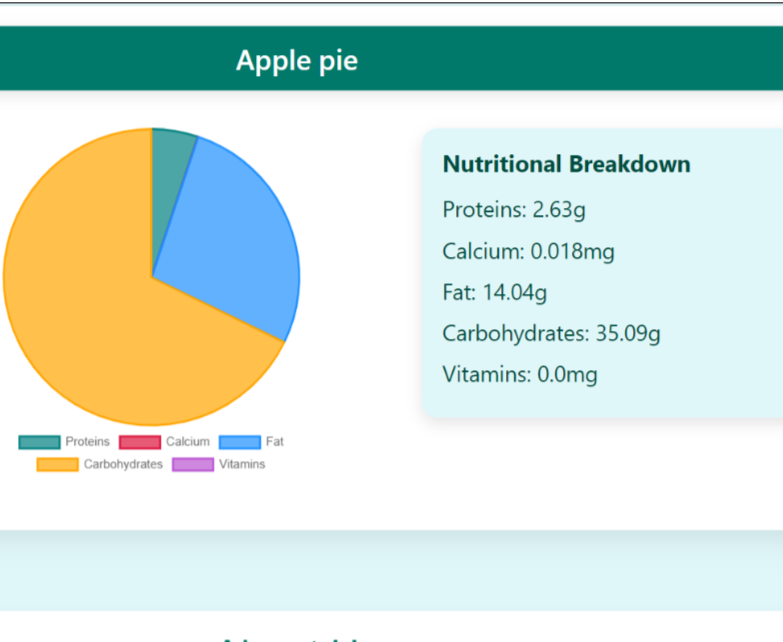 Apple pie
Nutritional Breakdown
Proteins: 2.63g
Calcium: 0.018mg
Fat: 14.04g
Carbohydrates: 35.09g
Vitamins: 0.0mg
Proteins Calcium Fat
Carbohydrates Vitamins